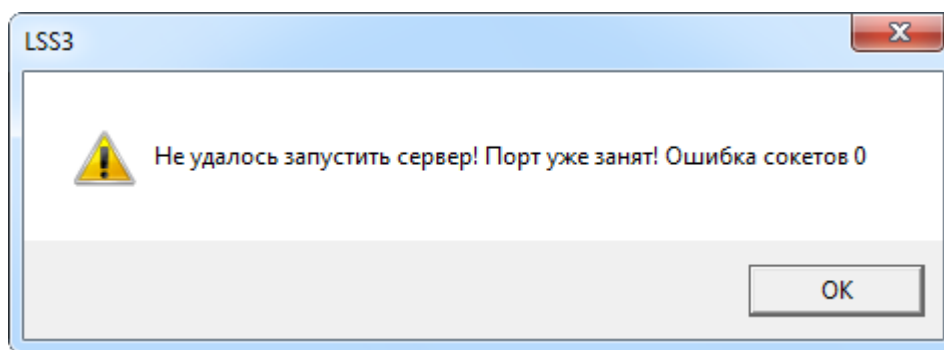 LSS3
Не удалось запустить сервер! Порт уже занят! Ошибка сокетов 0
OK